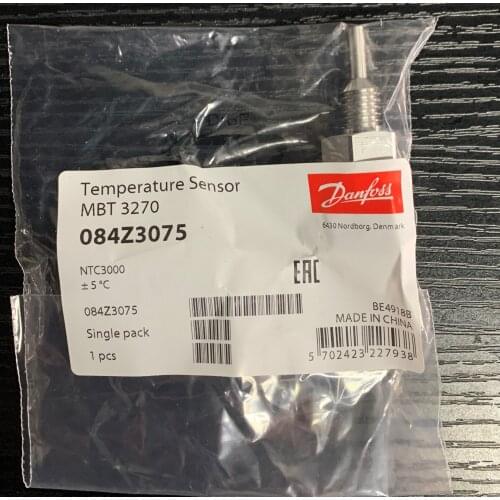 Temperature Sensor
MBT 3270
084Z3075
Danfoss
6430 Nordborg, Denmark
NTC3000
± 5 °C
EAC
084Z3075
Single pack
1 pcs
BE4918B
MADE IN CHINA
5 702423 227938